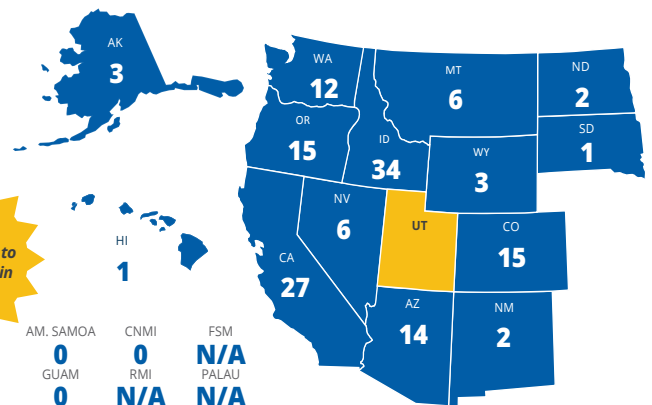 AK
3
WA
12
MT
6
ND
2
OR
15
ID
34
SD
1
WY
3
NV
6
UT
CO
15
to
in
HI
1
CA
27
AZ
14
NM
2
AM. SAMOA CNMI FSM
0 0 N/A
GUAM RMI PALAU
0 N/A N/A